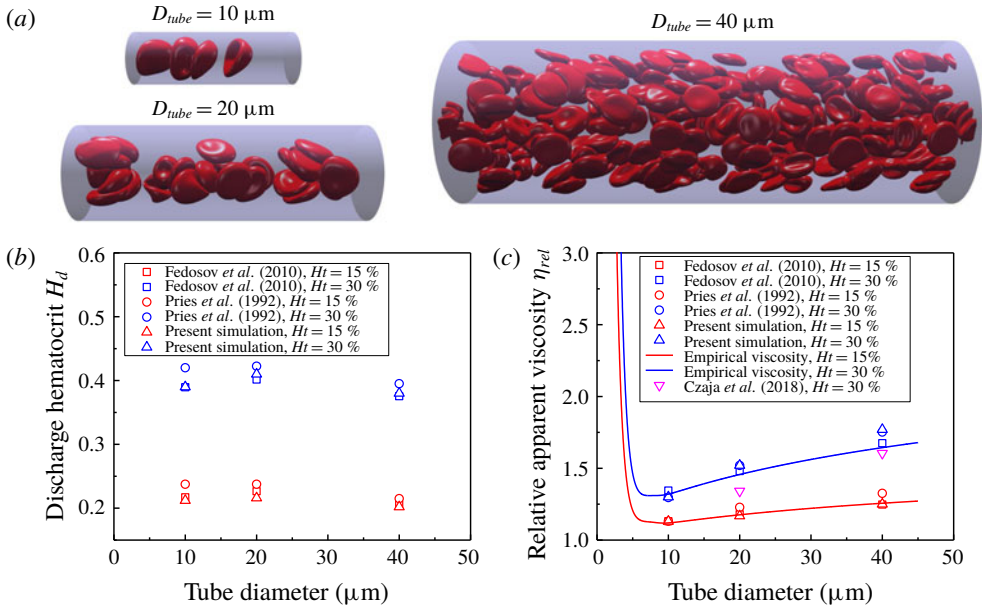 (a)
D_tube = 10 μm
D_tube = 40 μm
D_tube = 20 μm
(b)
0.6
0.5
0.4
0.3
0.2
Discharge hematocrit H_d
Fedosov et al. (2010), Ht = 15 %
Fedosov et al. (2010), Ht = 30 %
Pries et al. (1992), Ht = 15 %
Pries et al. (1992), Ht = 30 %
Present simulation, Ht = 15 %
Present simulation, Ht = 30 %
0 10 20 30 40 50
Tube diameter (μm)
(c)
3.0
2.5
2.0
1.5
1.0
Relative apparent viscosity η_rel
Fedosov et al. (2010), Ht = 15 %
Fedosov et al. (2010), Ht = 30 %
Pries et al. (1992), Ht = 15 %
Pries et al. (1992), Ht = 30 %
Present simulation, Ht = 15 %
Present simulation, Ht = 30 %
Empirical viscosity, Ht = 15%
Empirical viscosity, Ht = 30 %
Czaja et al. (2018), Ht = 30 %
0 10 20 30 40 50
Tube diameter (μm)